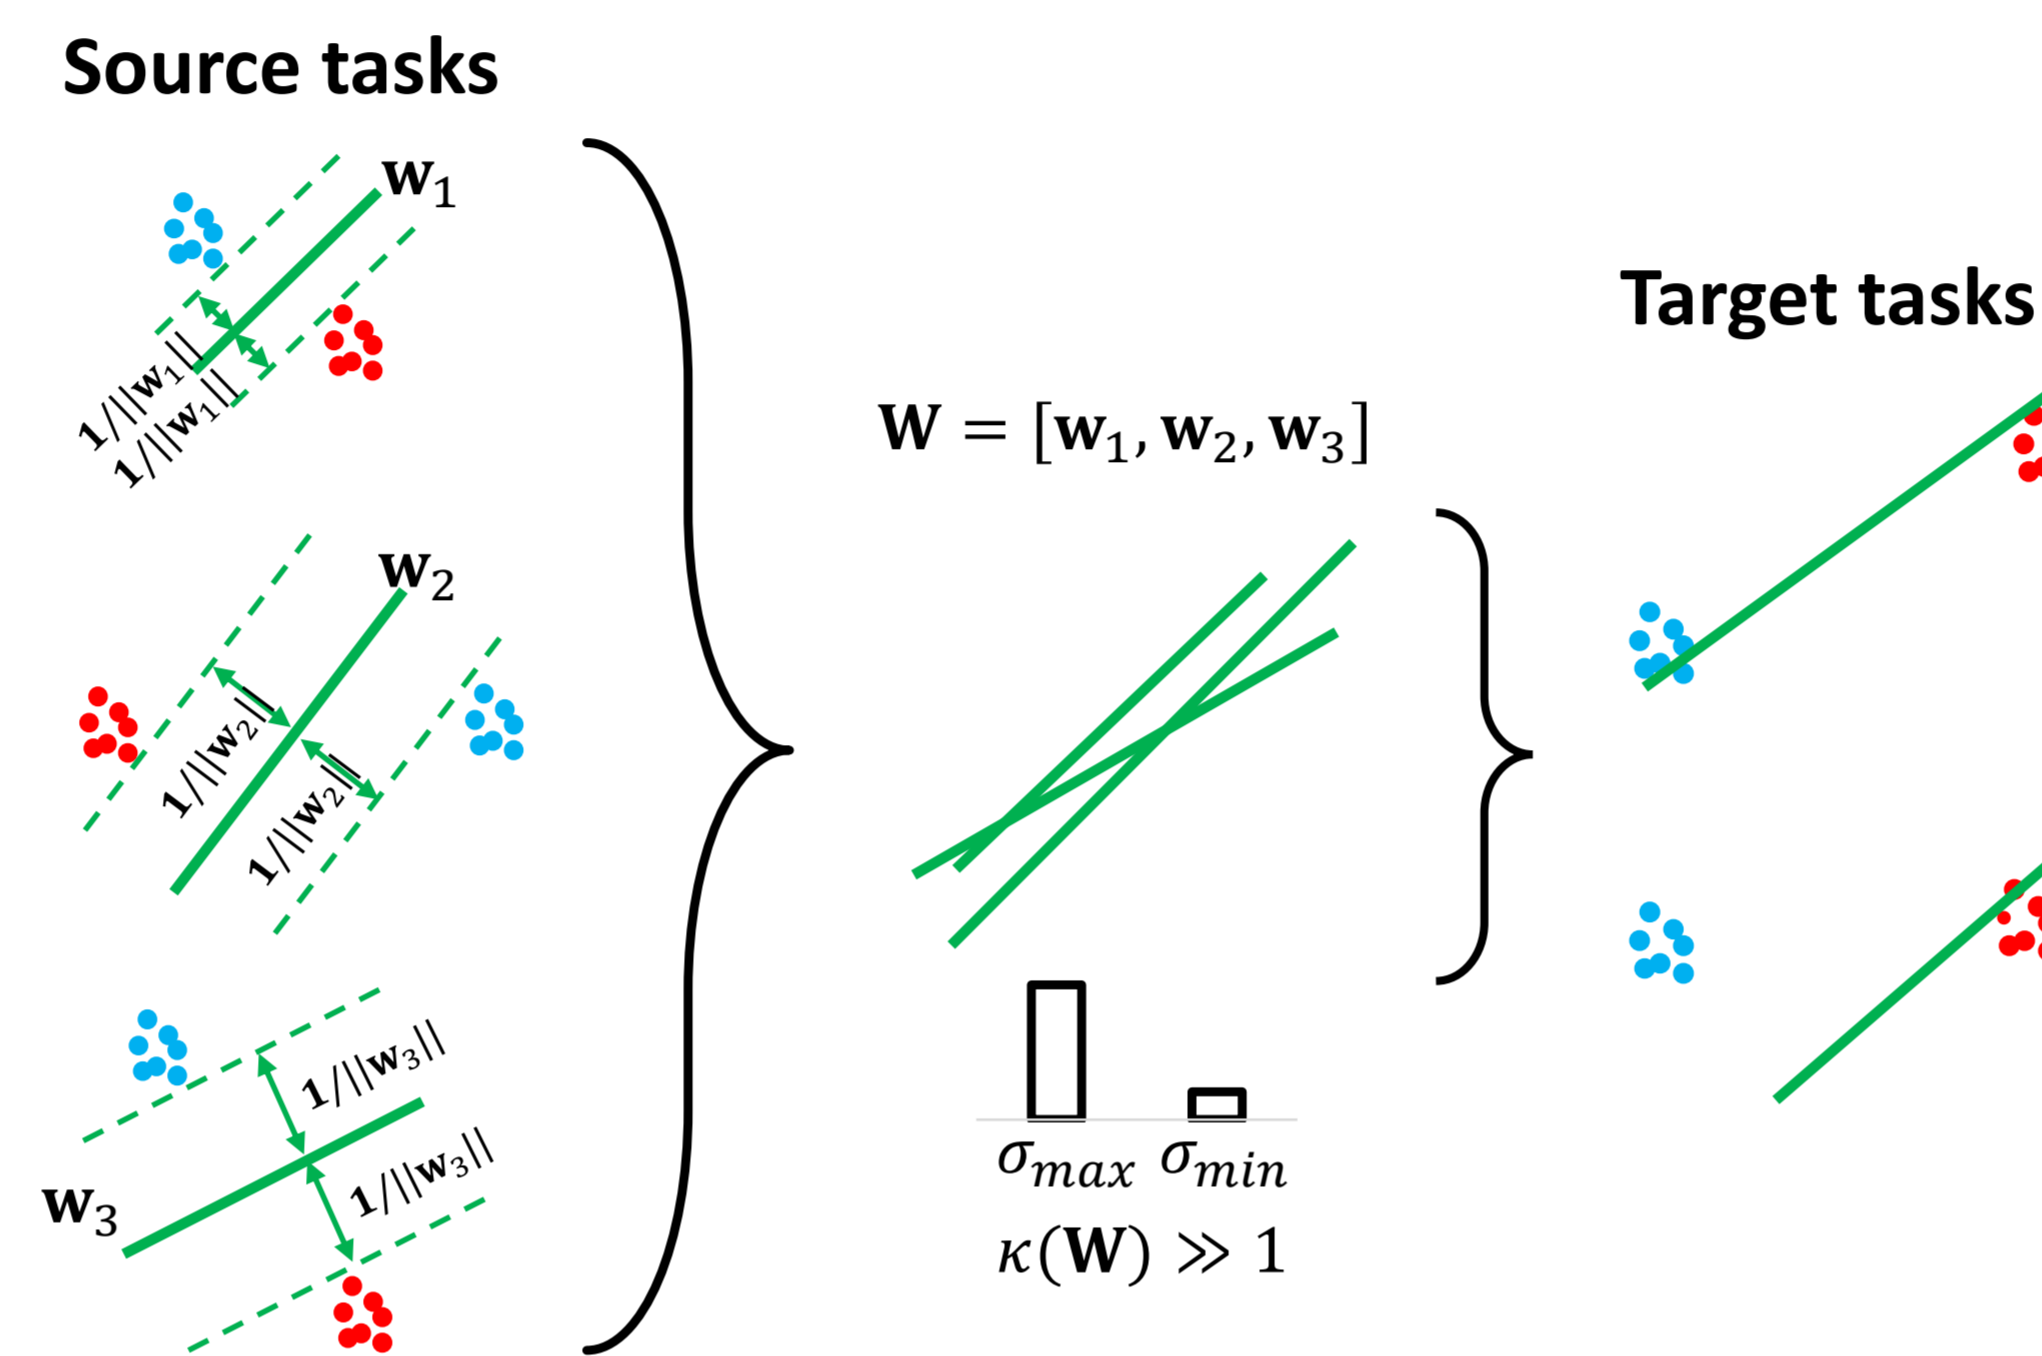 Source tasks
𝐰₁
1/||𝐰₁||
1/||𝐰₁||
𝐰₂
1/||𝐰₂||
1/||𝐰₂||
1/||𝐰₃||
1/||𝐰₃||
𝐰₃
𝐖 = [𝐰₁, 𝐰₂, 𝐰₃]
σₘₐₓ σₘᵢₙ
κ(𝐖) ≫ 1
Target tasks